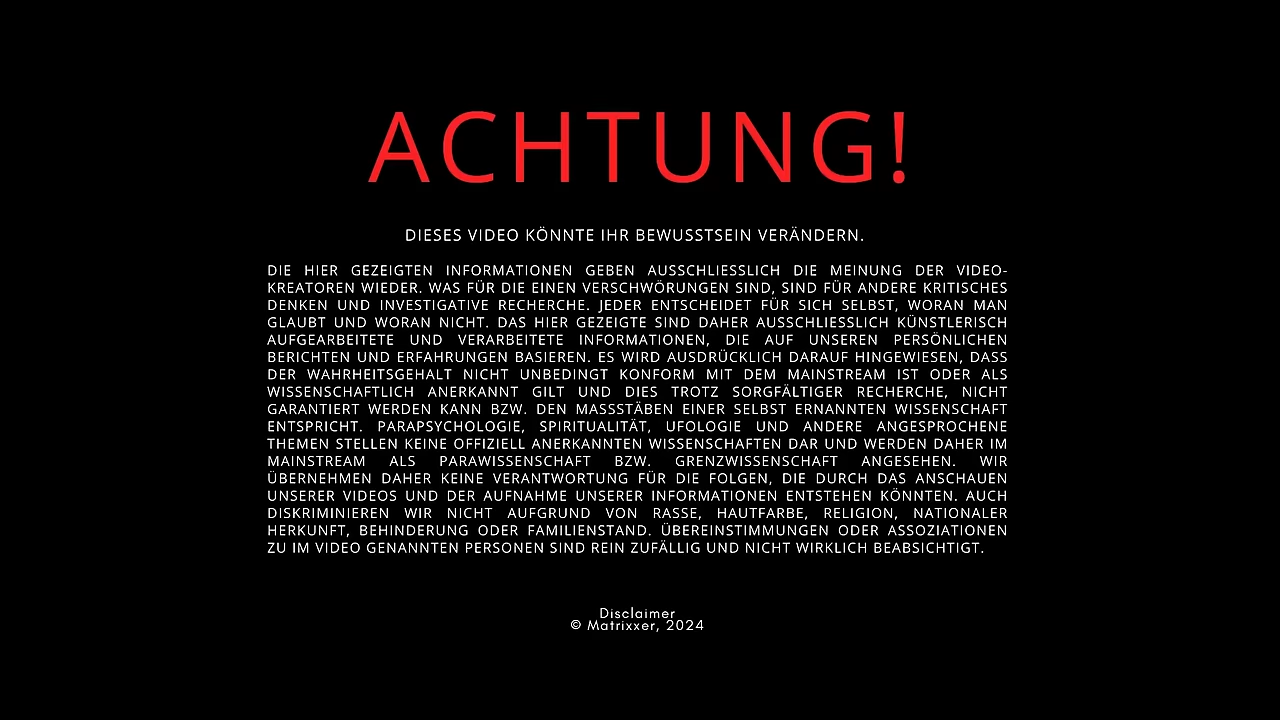 ACHTUNG!
DIESES VIDEO KÖNNTE IHR BEWUSSTSEIN VERÄNDERN.
DIE HIER GEZEIGTEN INFORMATIONEN GEBEN AUSSCHLIESSLICH DIE MEINUNG DER VIDEO-
KREATOREN WIEDER. WAS FÜR DIE EINEN VERSCHWÖRUNGEN SIND, SIND FÜR ANDERE KRITISCHES
DENKEN UND INVESTIGATIVE RECHERCHE. JEDER ENTSCHEIDET FÜR SICH SELBST, WORAN MAN
GLAUBT UND WORAN NICHT. DAS HIER GEZEIGTE SIND DAHER AUSSCHLIESSLICH KÜNSTLERISCH
AUFGEARBEITETE UND VERARBEITETE INFORMATIONEN, DIE AUF UNSEREN PERSÖNLICHEN
BERICHTEN UND ERFAHRUNGEN BASIEREN. ES WIRD AUSDRÜCKLICH DARAUF HINGEWIESEN, DASS
DER WAHRHEITSGEHALT NICHT UNBEDINGT KONFORM MIT DEM MAINSTREAM IST ODER ALS
WISSENSCHAFTLICH ANERKANNT GILT UND DIES TROTZ SORGFÄLTIGER RECHERCHE, NICHT
GARANTIERT WERDEN KANN BZW. DEN MASSSTÄBEN EINER SELBST ERNANNTEN WISSENSCHAFT
ENTSPRICHT. PARAPSYCHOLOGIE, SPIRITUALITÄT, UFOLOGIE UND ANDERE ANGESPROCHENE
THEMEN STELLEN KEINE OFFIZIELL ANERKANNTEN WISSENSCHAFTEN DAR UND WERDEN DAHER IM
MAINSTREAM ALS PARAWISSENSCHAFT BZW. GRENZWISSENSCHAFT ANGESEHEN. WIR
ÜBERNEHMEN DAHER KEINE VERANTWORTUNG FÜR DIE FOLGEN, DIE DURCH DAS ANSCHAUEN
UNSERER VIDEOS UND DER AUFNAHME UNSERER INFORMATIONEN ENTSTEHEN KÖNNTEN. AUCH
DISKRIMINIEREN WIR NICHT AUFGRUND VON RASSE, HAUTFARBE, RELIGION, NATIONALER
HERKUNFT, BEHINDERUNG ODER FAMILIENSTAND. ÜBEREINSTIMMUNGEN ODER ASSOZIATIONEN
ZU IM VIDEO GENANNTEN PERSONEN SIND REIN ZUFÄLLIG UND NICHT WIRKLICH BEABSICHTIGT.
Disclaimer
© Matrixxer, 2024